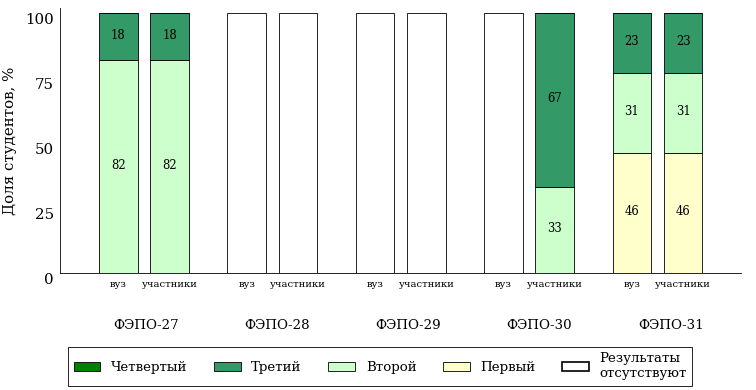 Доля студентов, %
100
75
50
25
0
18 18 67 23 23
82 82 33 31 31
46 46
вуз участники вуз участники вуз участники вуз участники вуз участники
ФЭПО-27 ФЭПО-28 ФЭПО-29 ФЭПО-30 ФЭПО-31
Четвертый Третий Второй Первый Результаты
отсутствуют